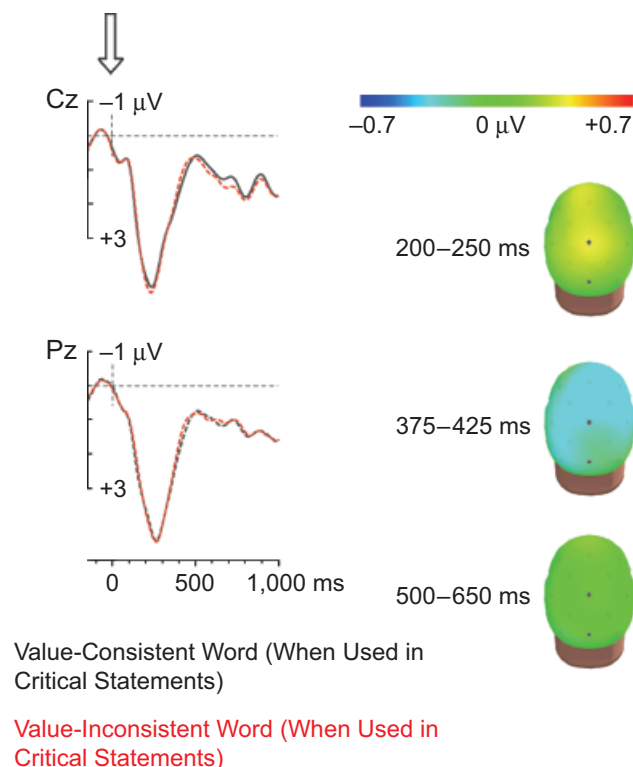 Cz
–1 µV
+3
–0.7 0 µV +0.7
200–250 ms
Pz
–1 µV
+3
375–425 ms
0 500 1,000 ms
500–650 ms
Value-Consistent Word (When Used in
Critical Statements)
Value-Inconsistent Word (When Used in
Critical Statements)